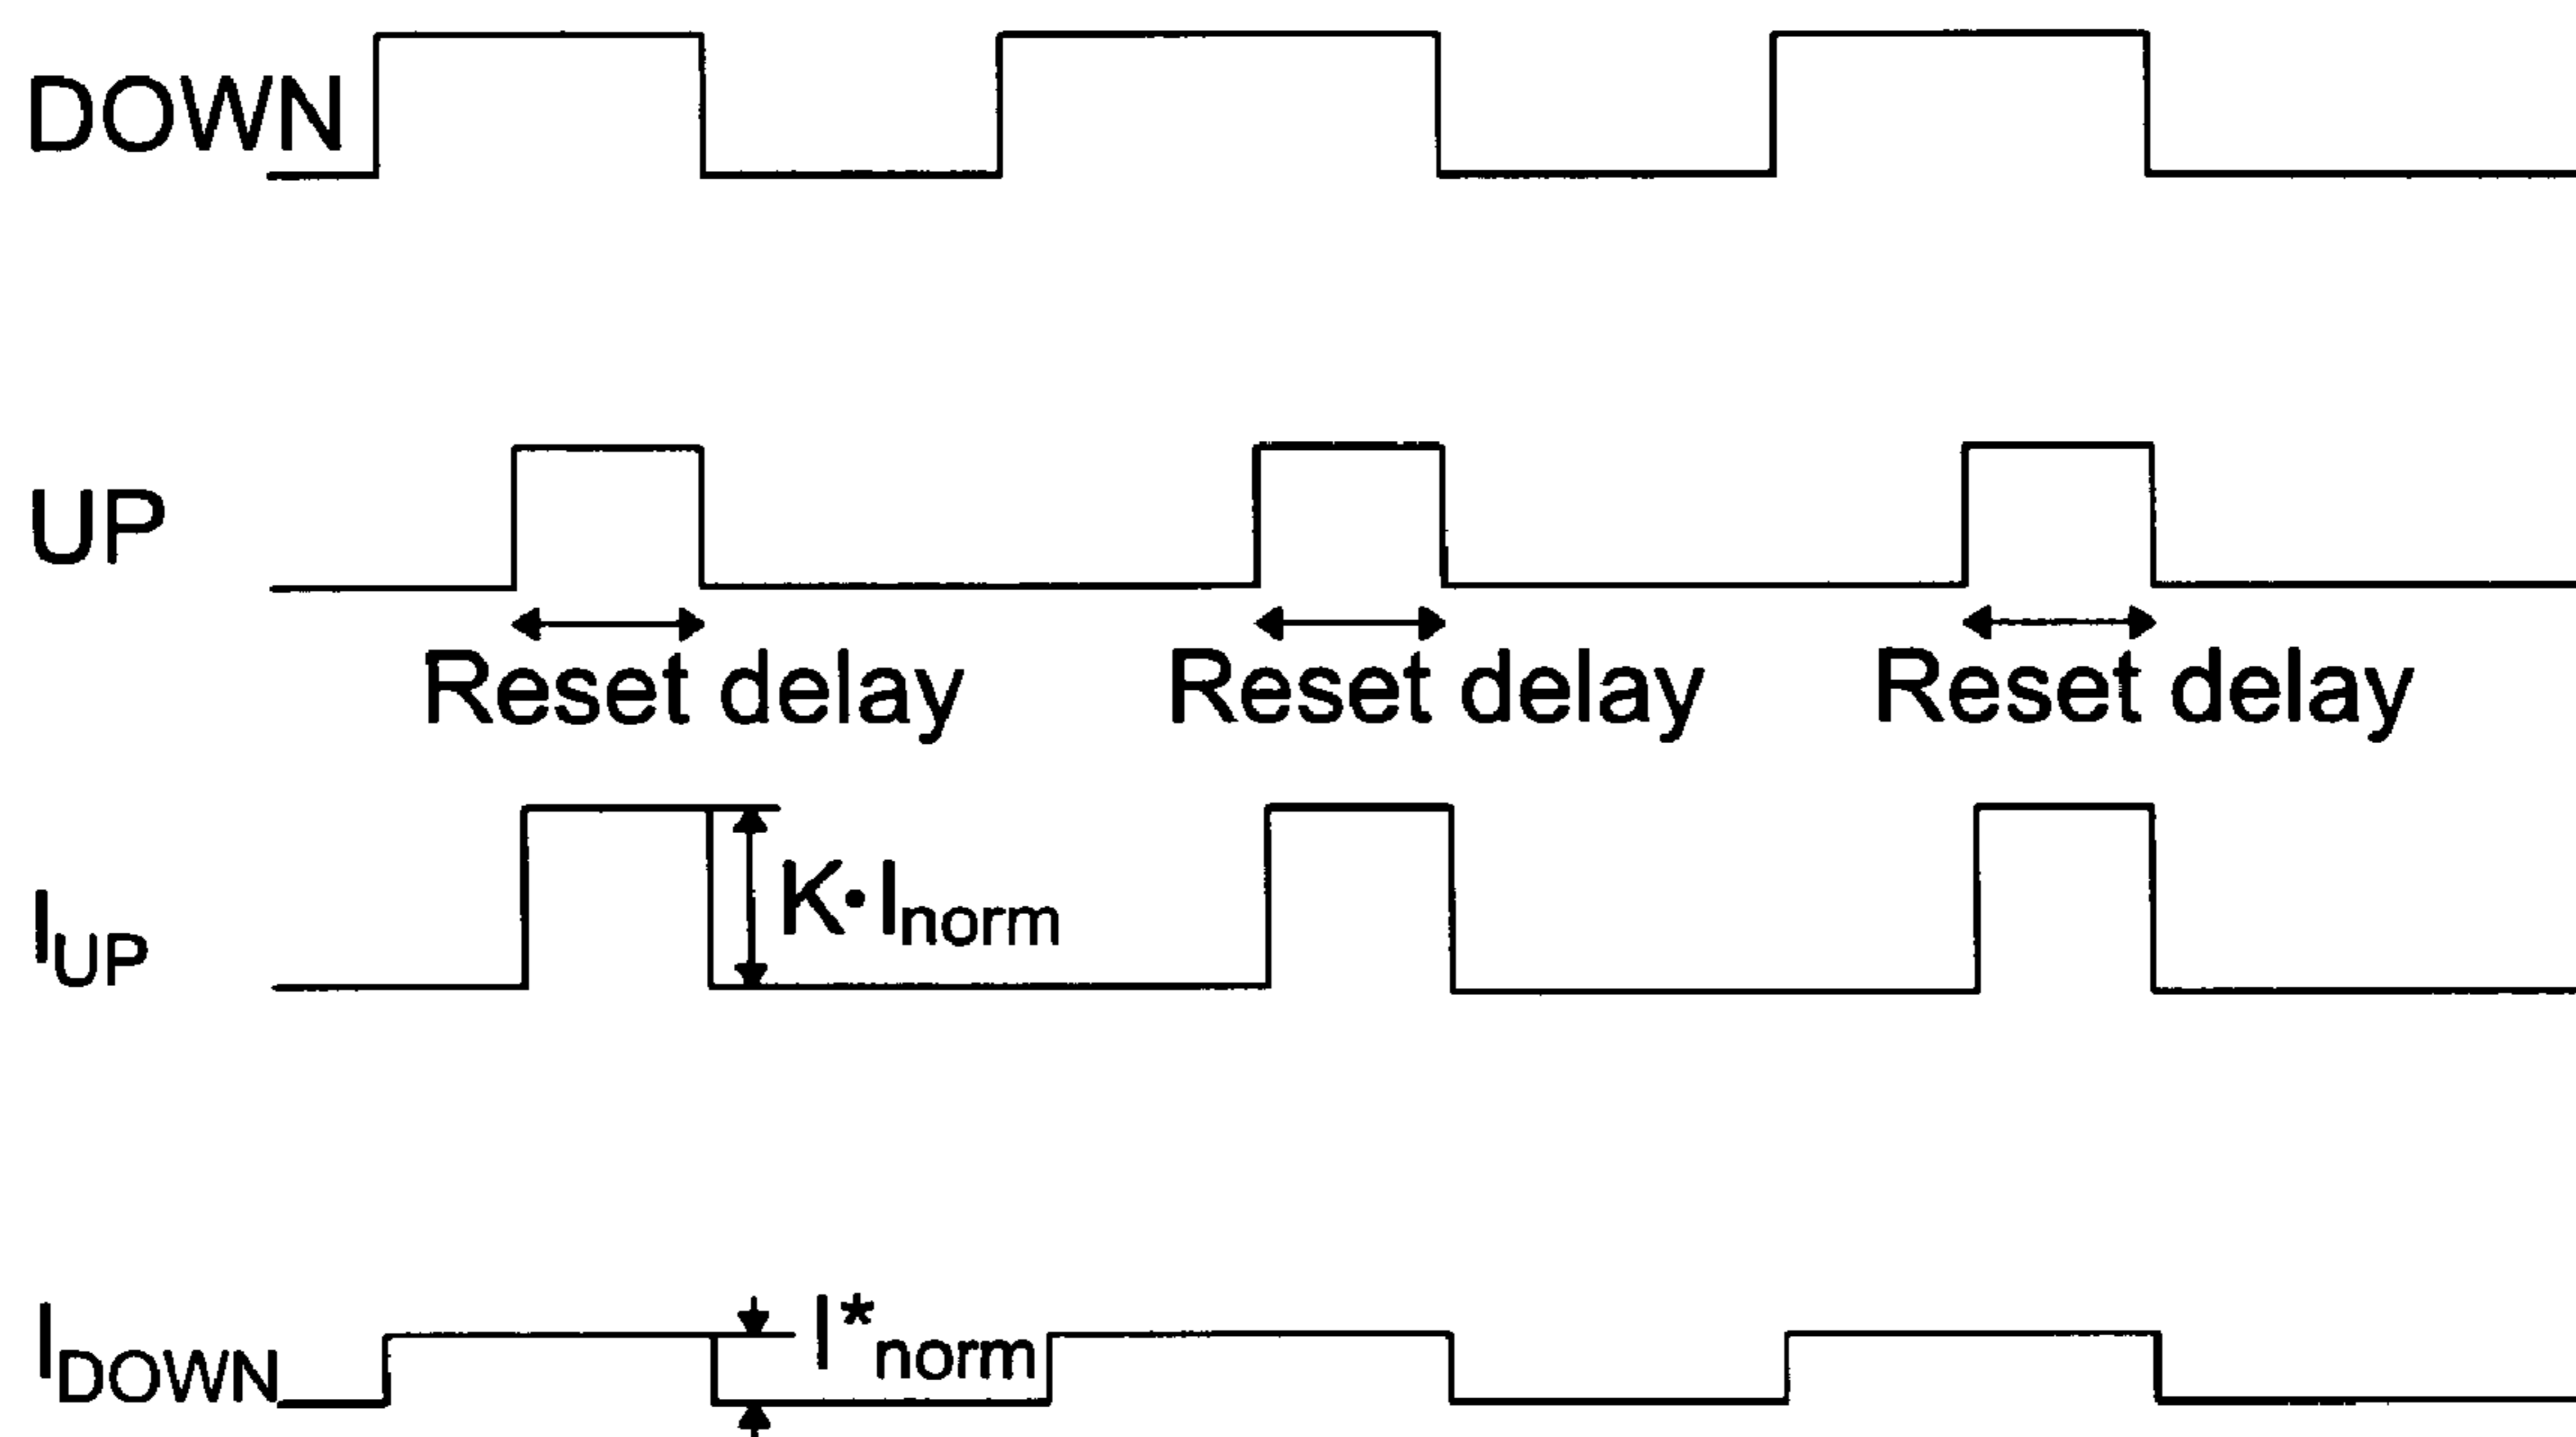 DOWN
UP
Reset delay Reset delay Reset delay
K·Inorm
IUP
I*norm
IDOWN